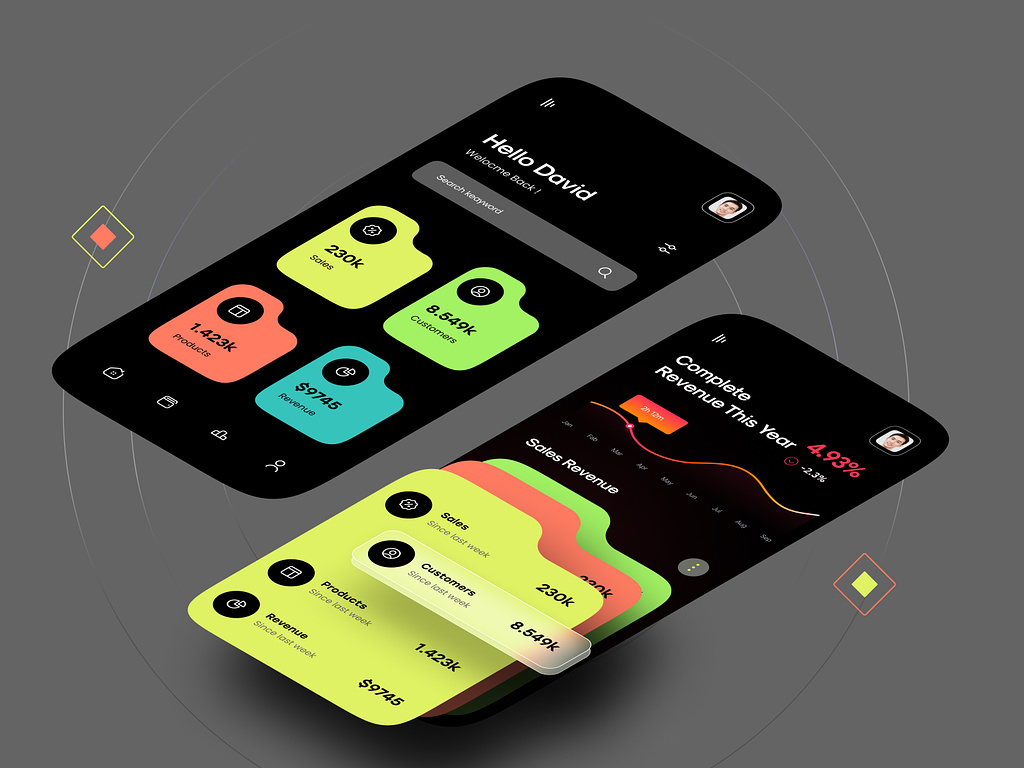 Hello David
Welocme Back !
Search keayword
230k
Sales
8.549k
Customers
1.423k
Products
$9745
Revenue
Complete
Revenue This Year
4.93%
-2.3%
2h 12m
Jan
Feb
Mar
Apr
May
Jun
Jul
Aug
Sep
Sales Revenue
Sales
Since last week
230k
230k
Customers
Since last week
8.549k
Products
Since last week
1.423k
Revenue
Since last week
$9745